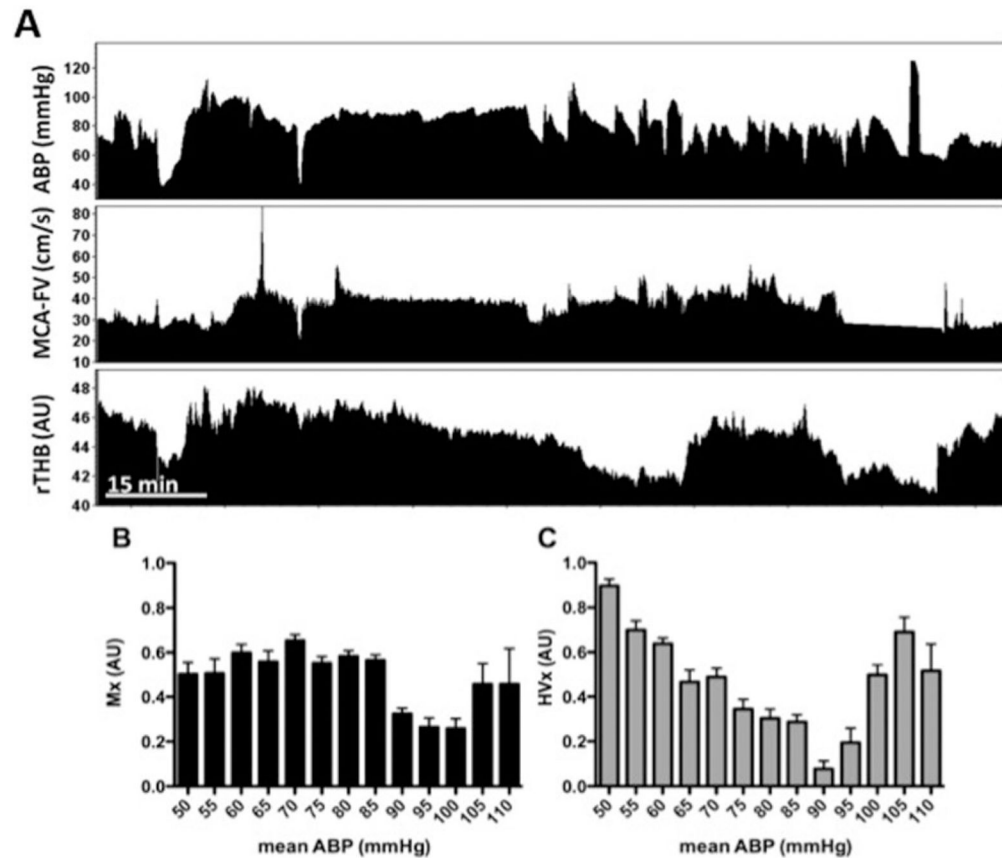 A
ABP (mmHg)
120
100
80
60
40
MCA-FV (cm/s)
80
70
60
50
40
30
20
10
rTHB (AU)
48
46
44
42
40
15 min
B
Mx (AU)
1.0
0.8
0.6
0.4
0.2
0.0
50 55 60 65 70 75 80 85 90 95 100 105 110
mean ABP (mmHg)
C
HVx (AU)
1.0
0.8
0.6
0.4
0.2
0.0
50 55 60 65 70 75 80 85 90 95 100 105 110
mean ABP (mmHg)